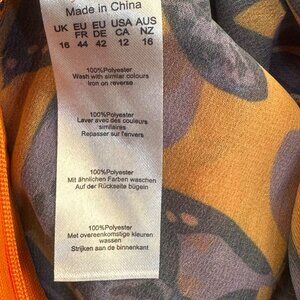 Made in China
UK EU EU USA AUS
FR DE CA NZ
16 44 42 12 16
100%Polyester
Wash with similar colours
Iron on reverse
100%Polyester
Laver avec des couleurs
similaires
Repasser sur l'envers
100%Polyester
Mit ähnlichen Farben waschen
Auf der Rückseite bügeln
100%Polyester
Met overeenkomstige kleuren
wassen
Strijken aan de binnenkant